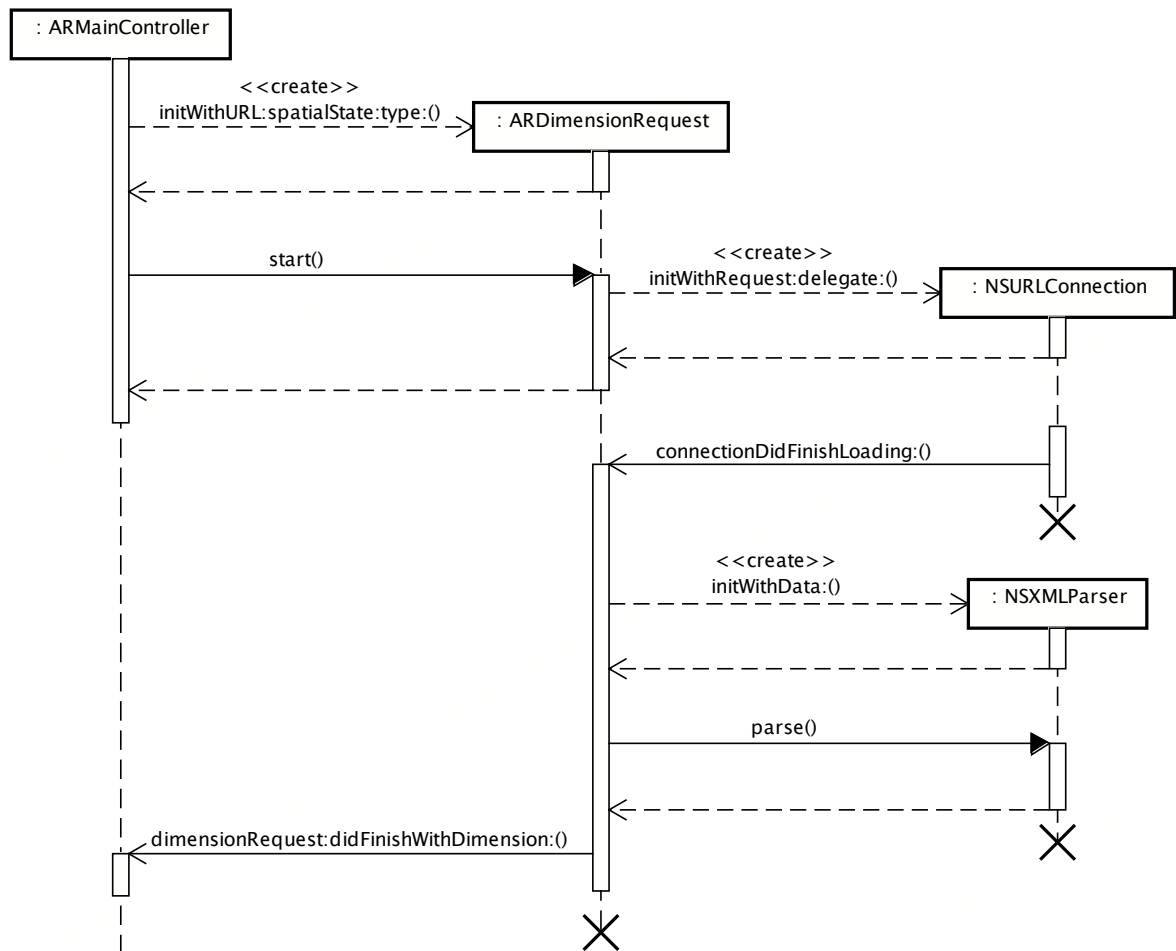 : ARMainController
<<create>>
initWithURL:spatialState:type:()
: ARDimensionRequest
start()
<<create>>
initWithRequest:delegate:()
: NSURLConnection
connectionDidFinishLoading:()
<<create>>
initWithData:()
: NSXMLParser
parse()
dimensionRequest:didFinishWithDimension:()